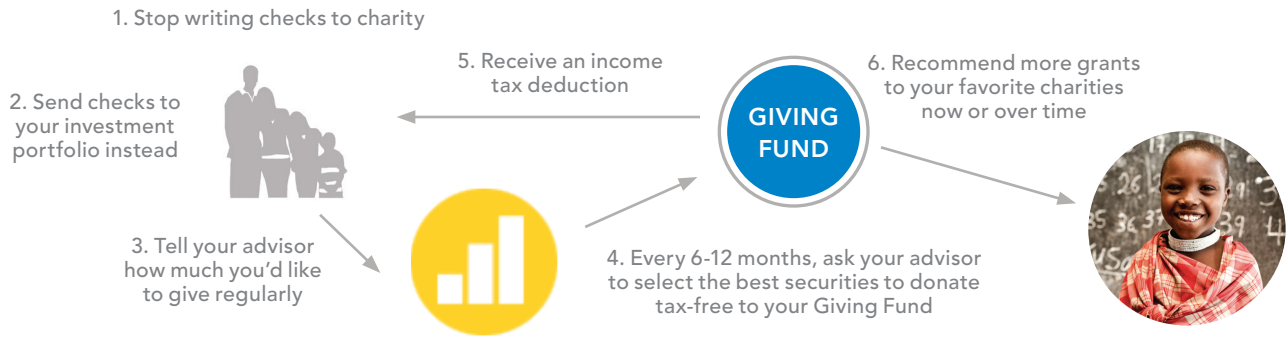 1. Stop writing checks to charity
2. Send checks to
your investment
portfolio instead
3. Tell your advisor
how much you’d like
to give regularly
5. Receive an income
tax deduction
GIVING
FUND
4. Every 6-12 months, ask your advisor
to select the best securities to donate
tax-free to your Giving Fund
6. Recommend more grants
to your favorite charities
now or over time